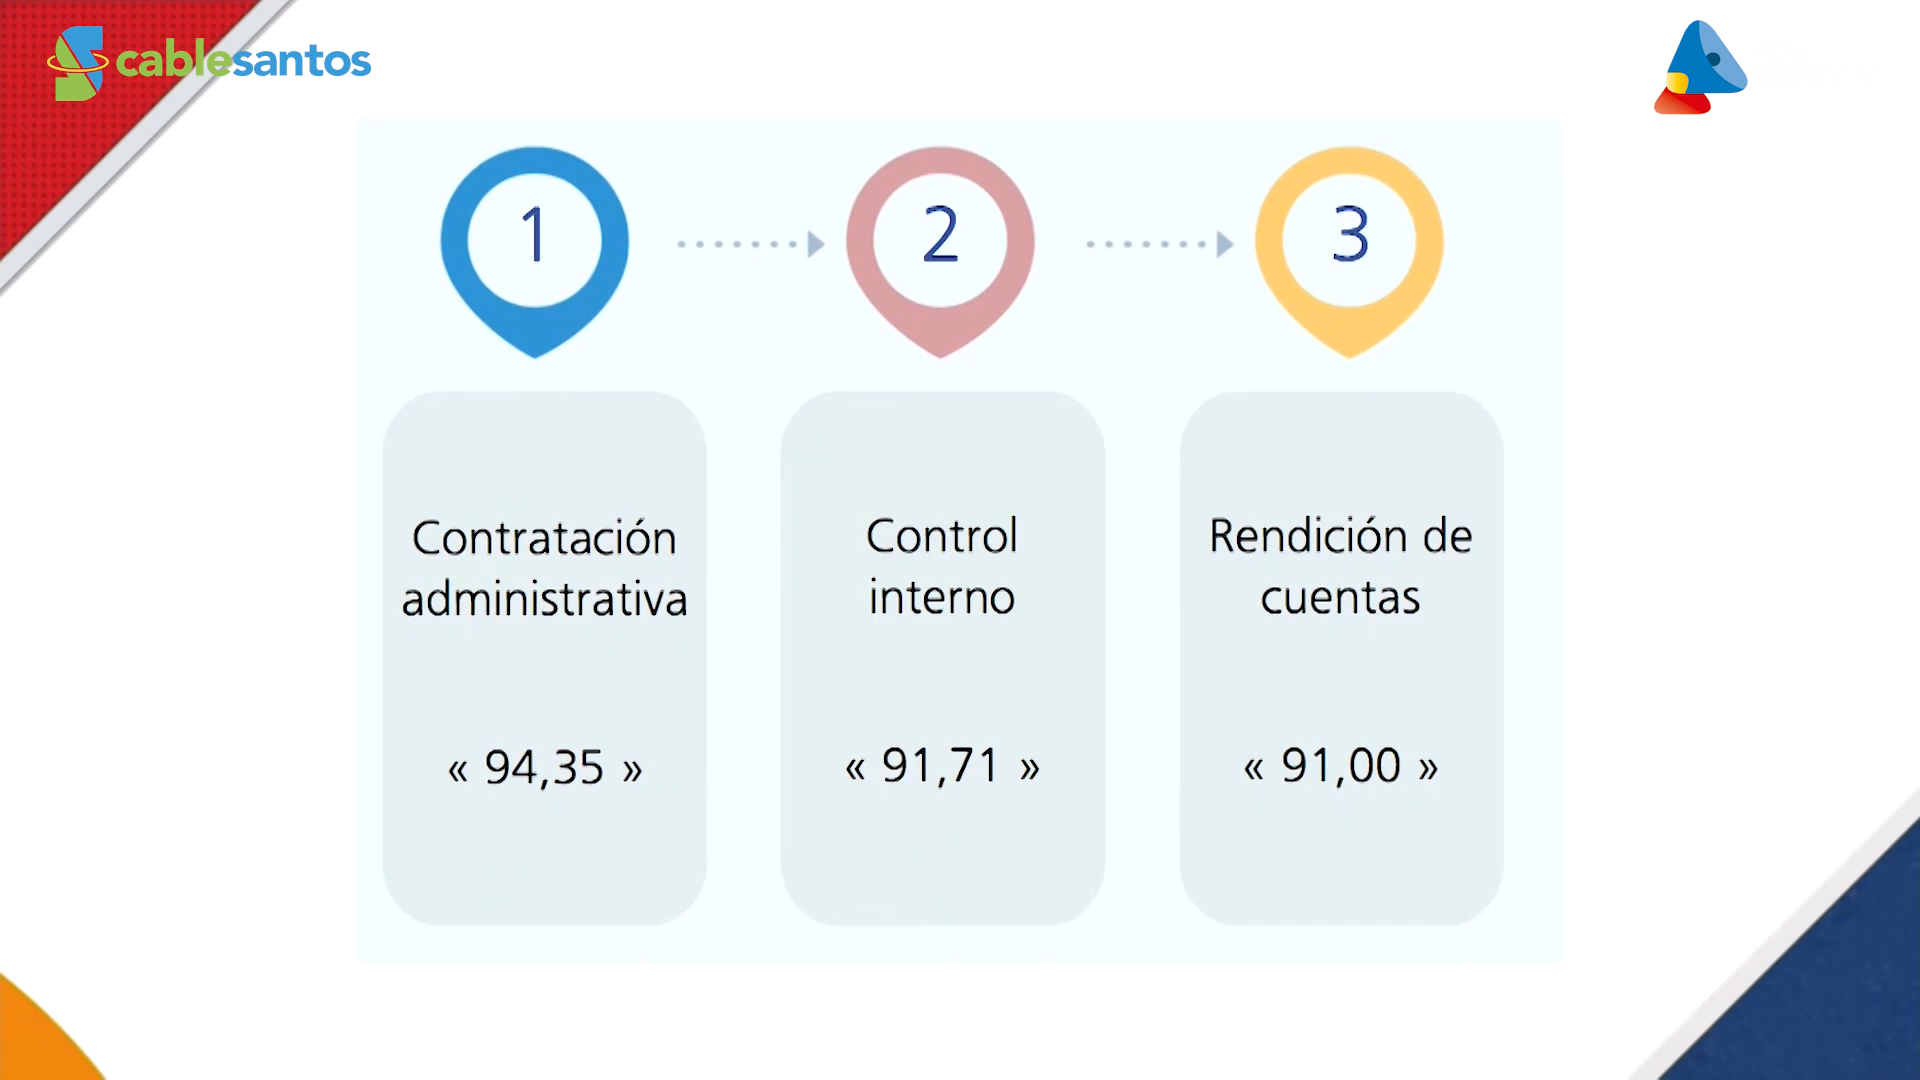 cablesantos
1
2
3
Contratación
administrativa
« 94,35 »
Control
interno
« 91,71 »
Rendición de
cuentas
« 91,00 »